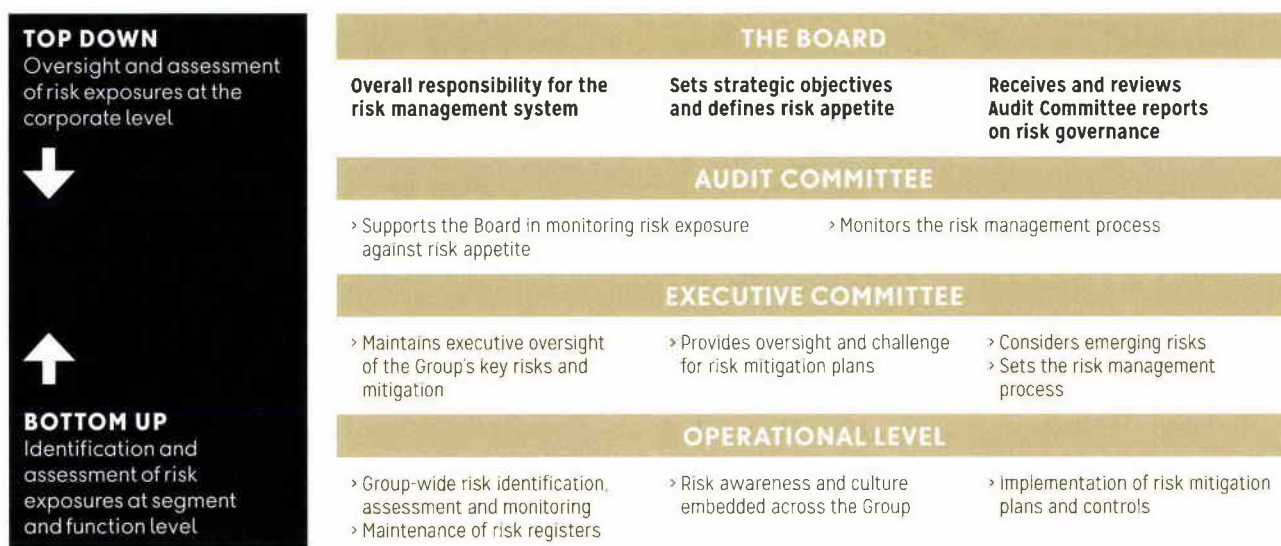 TOP DOWN
Oversight and assessment
of risk exposures at the
corporate level
BOTTOM UP
Identification and
assessment of risk
exposures at segment
and function level
THE BOARD
Overall responsibility for the
risk management system
Sets strategic objectives
and defines risk appetite
Receives and reviews
Audit Committee reports
on risk governance
AUDIT COMMITTEE
> Supports the Board in monitoring risk exposure
against risk appetite
> Monitors the risk management process
EXECUTIVE COMMITTEE
> Maintains executive oversight
of the Group's key risks and
mitigation
> Provides oversight and challenge
for risk mitigation plans
> Considers emerging risks
> Sets the risk management
process
OPERATIONAL LEVEL
> Group-wide risk identification,
assessment and monitoring
> Maintenance of risk registers
> Risk awareness and culture
embedded across the Group
> Implementation of risk mitigation
plans and controls